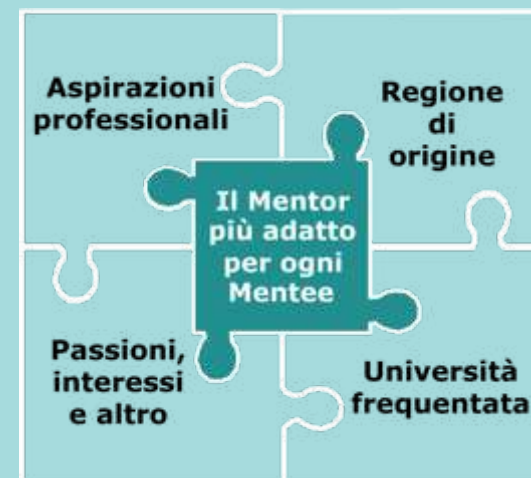 Aspirazioni
professionali
Regione
di
origine
Il Mentor
più adatto
per ogni
Mentee
Passioni,
interessi
e altro
Università
frequentata